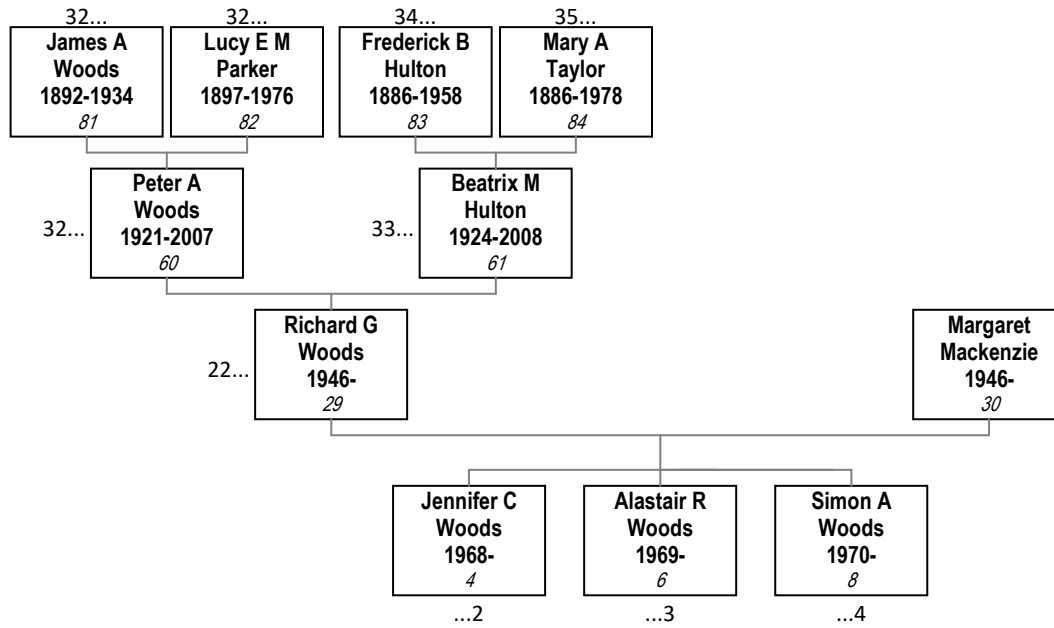 32...
32...
34...
35...
James A
Woods
1892-1934
81
Lucy E M
Parker
1897-1976
82
Frederick B
Hulton
1886-1958
83
Mary A
Taylor
1886-1978
84
32...
Peter A
Woods
1921-2007
60
33...
Beatrix M
Hulton
1924-2008
61
22...
Richard G
Woods
1946-
29
Margaret
Mackenzie
1946-
30
Jennifer C
Woods
1968-
4
Alastair R
Woods
1969-
6
Simon A
Woods
1970-
8
...2
...3
...4